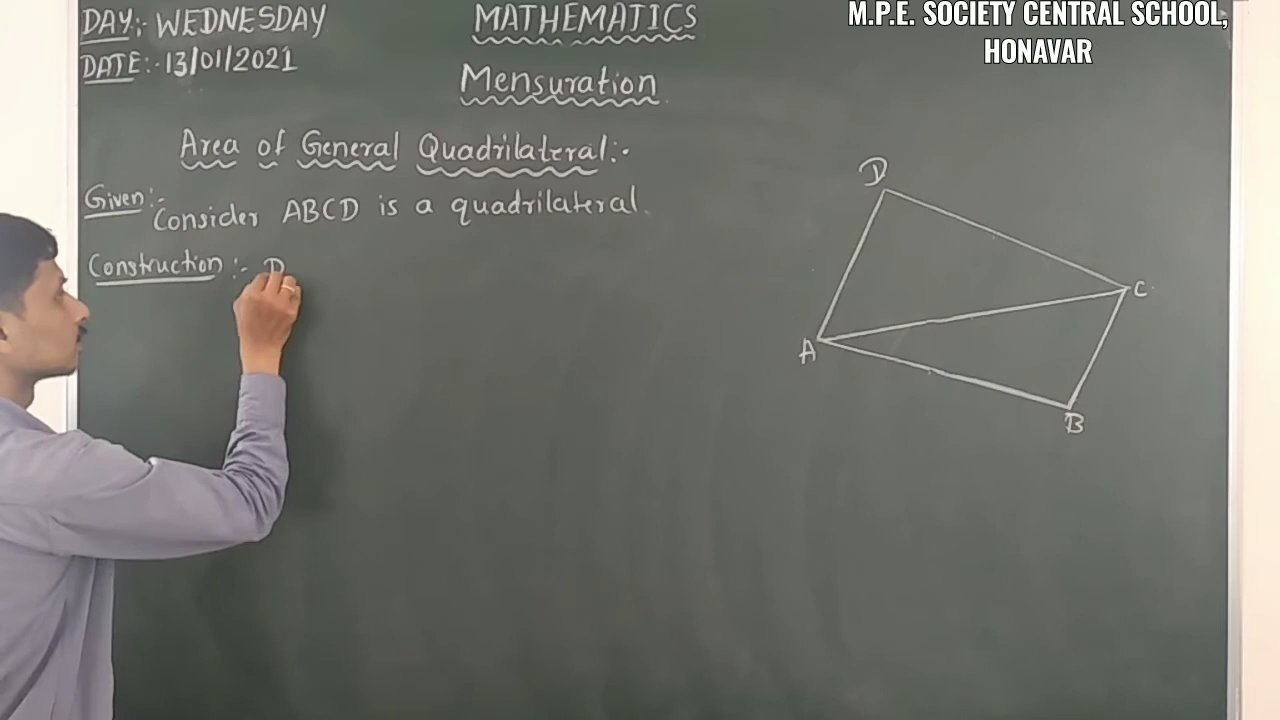 DAY:- WEDNESDAY
DATE:- 13/01/2021
MATHEMATICS
Mensuration
M.P.E. SOCIETY CENTRAL SCHOOL,
HONAVAR
Area of General Quadrilateral:-
Given:-
Consider ABCD is a quadrilateral.
Construction:- D
D
C
A
B